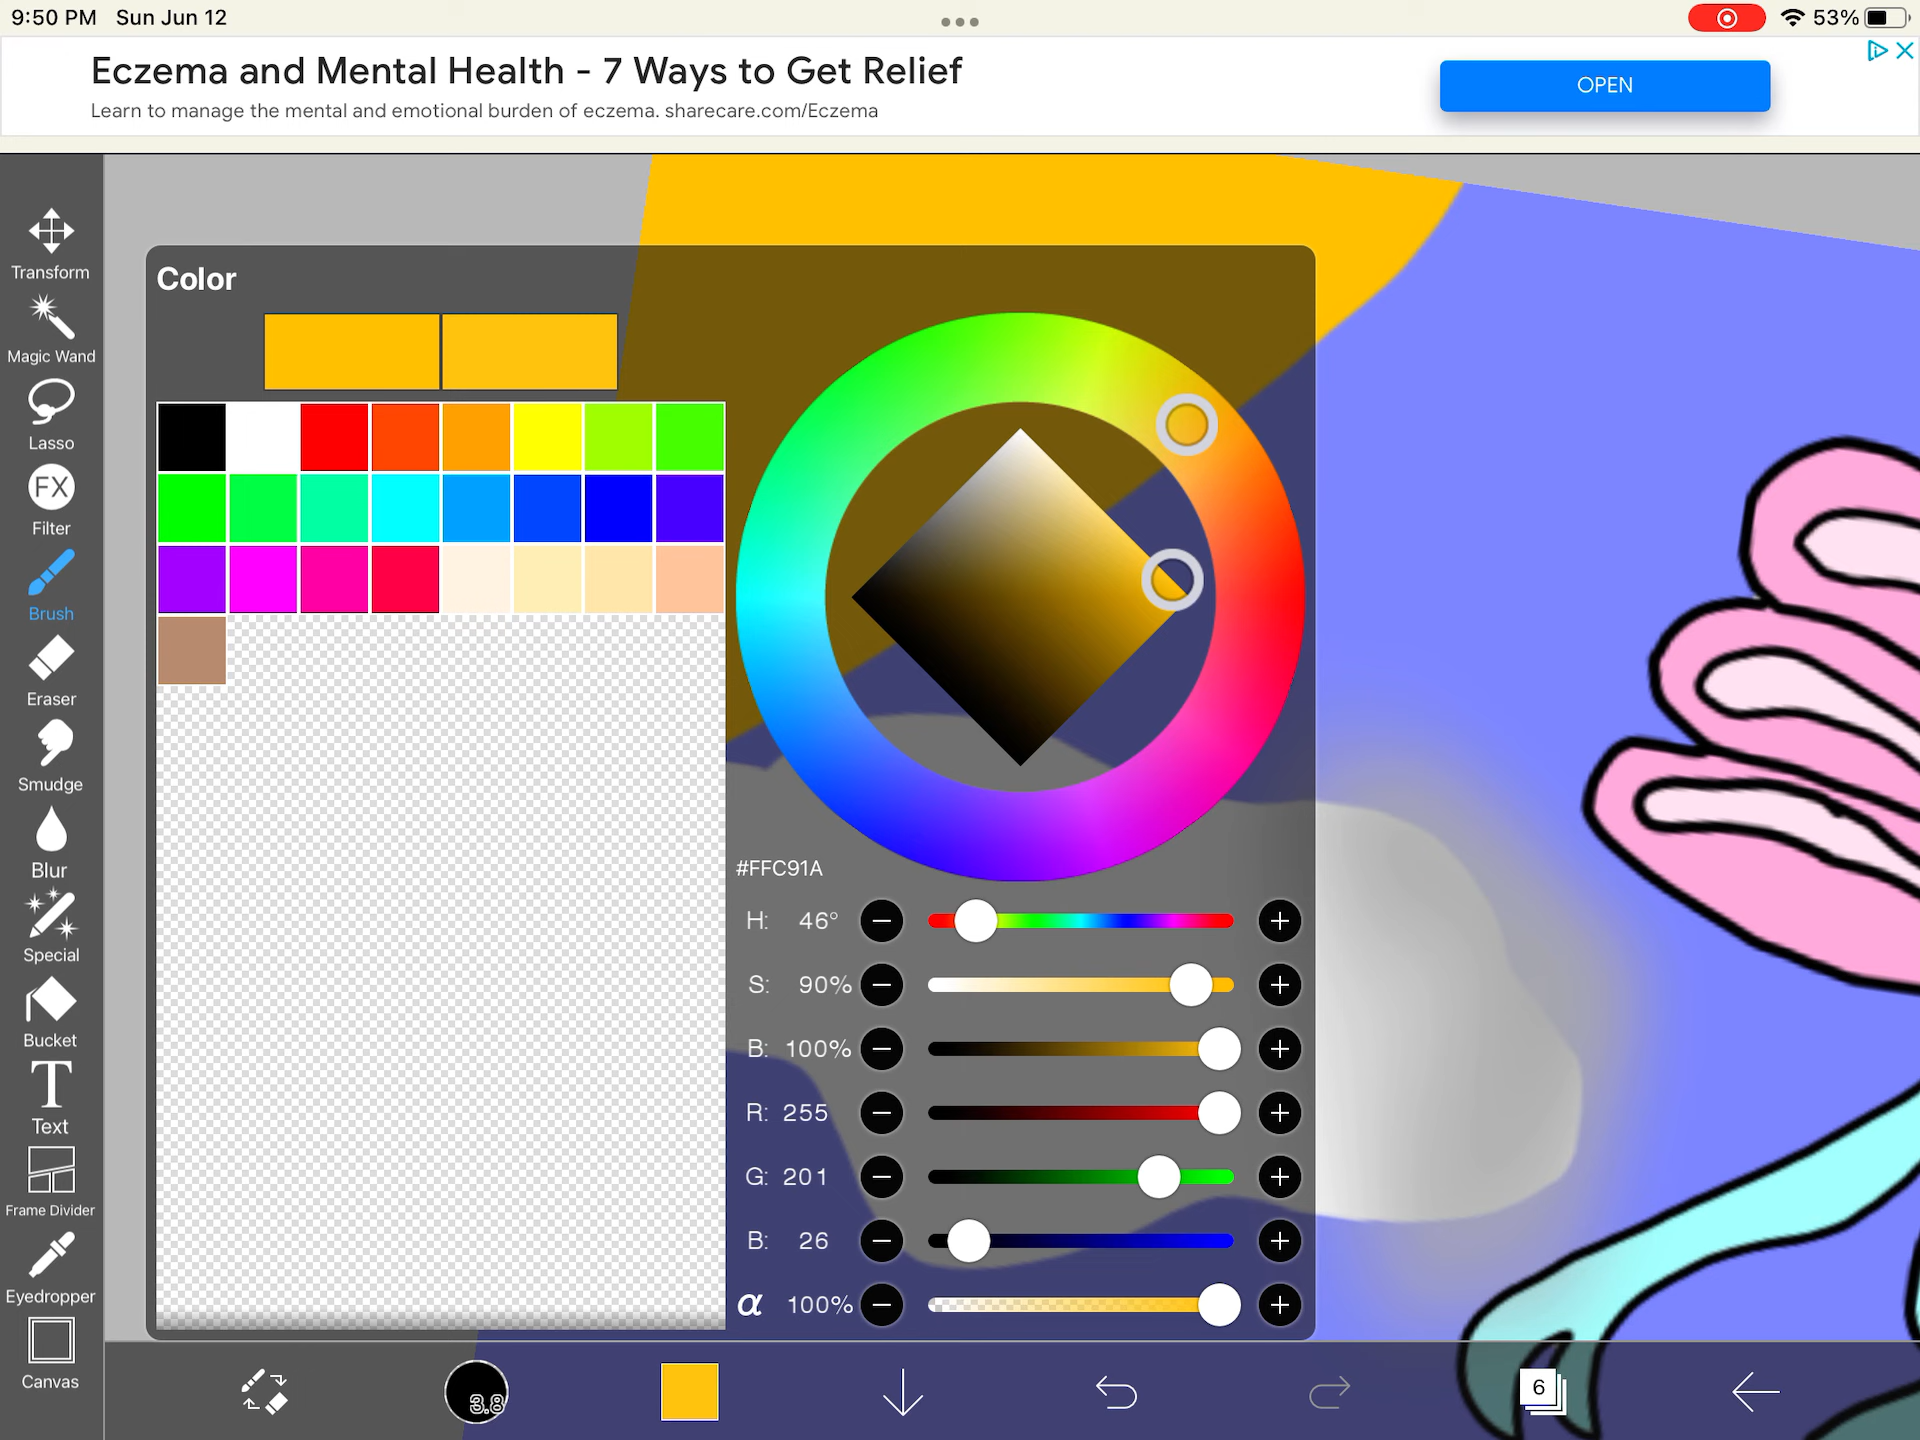 9:50 PM Sun Jun 12
53%
Eczema and Mental Health - 7 Ways to Get Relief
Learn to manage the mental and emotional burden of eczema. sharecare.com/Eczema
OPEN
Transform
Magic Wand
Lasso
FX
Filter
Brush
Eraser
Smudge
Blur
Special
Bucket
T
Text
Frame Divider
Eyedropper
Canvas
Color
#FFC91A
H: 46°
S: 90%
B: 100%
R: 255
G: 201
B: 26
α 100%
3.8
6